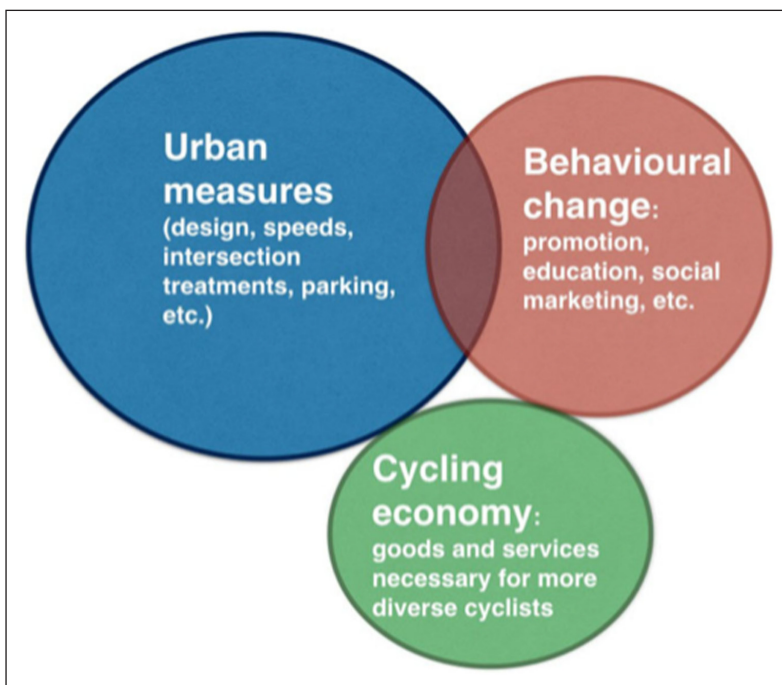 Urban
measures
(design, speeds,
intersection
treatments, parking,
etc.)
Behavioural
change:
promotion,
education, social
marketing, etc.
Cycling
economy:
goods and services
necessary for more
diverse cyclists